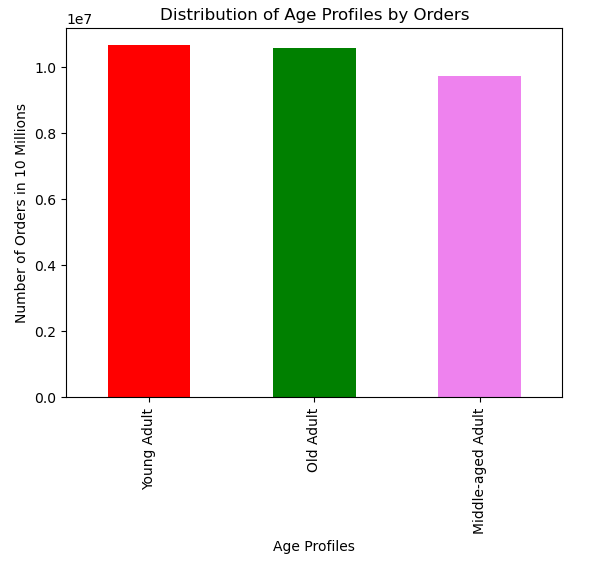 Distribution of Age Profiles by Orders
1e7
Number of Orders in 10 Millions
1.0
0.8
0.6
0.4
0.2
0.0
Young Adult
Old Adult
Middle-aged Adult
Age Profiles